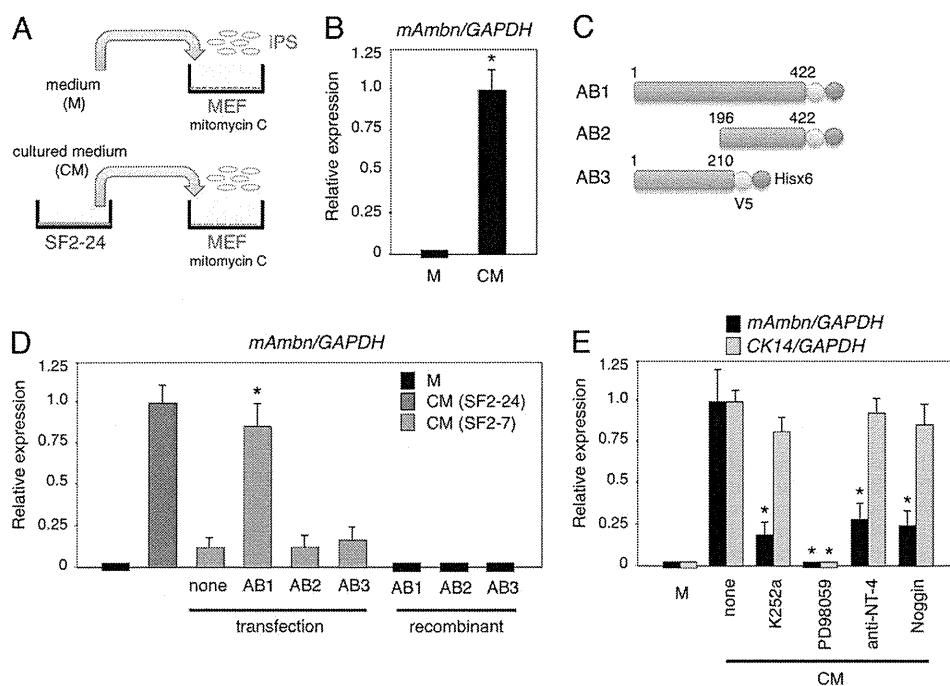 A
medium
(M)
iPS
MEF
mitomycin C
cultured medium
(CM)
SF2-24
MEF
mitomycin C
B
mAmbn/GAPDH
Relative expression
1.25
1.0
0.75
0.5
0.25
0
*
M
CM
C
1
422
AB1
196
422
AB2
1
210
AB3
Hisx6
V5
D
mAmbn/GAPDH
Relative expression
1.25
1.0
0.75
0.5
0.25
0
*
M
CM (SF2-24)
CM (SF2-7)
none AB1 AB2 AB3 AB1 AB2 AB3
transfection recombinant
E
mAmbn/GAPDH
CK14/GAPDH
Relative expression
1.25
1.0
0.75
0.5
0.25
0
*
* *
*
*
M
none
K252a
PD98059
anti-NT-4
Noggin
CM